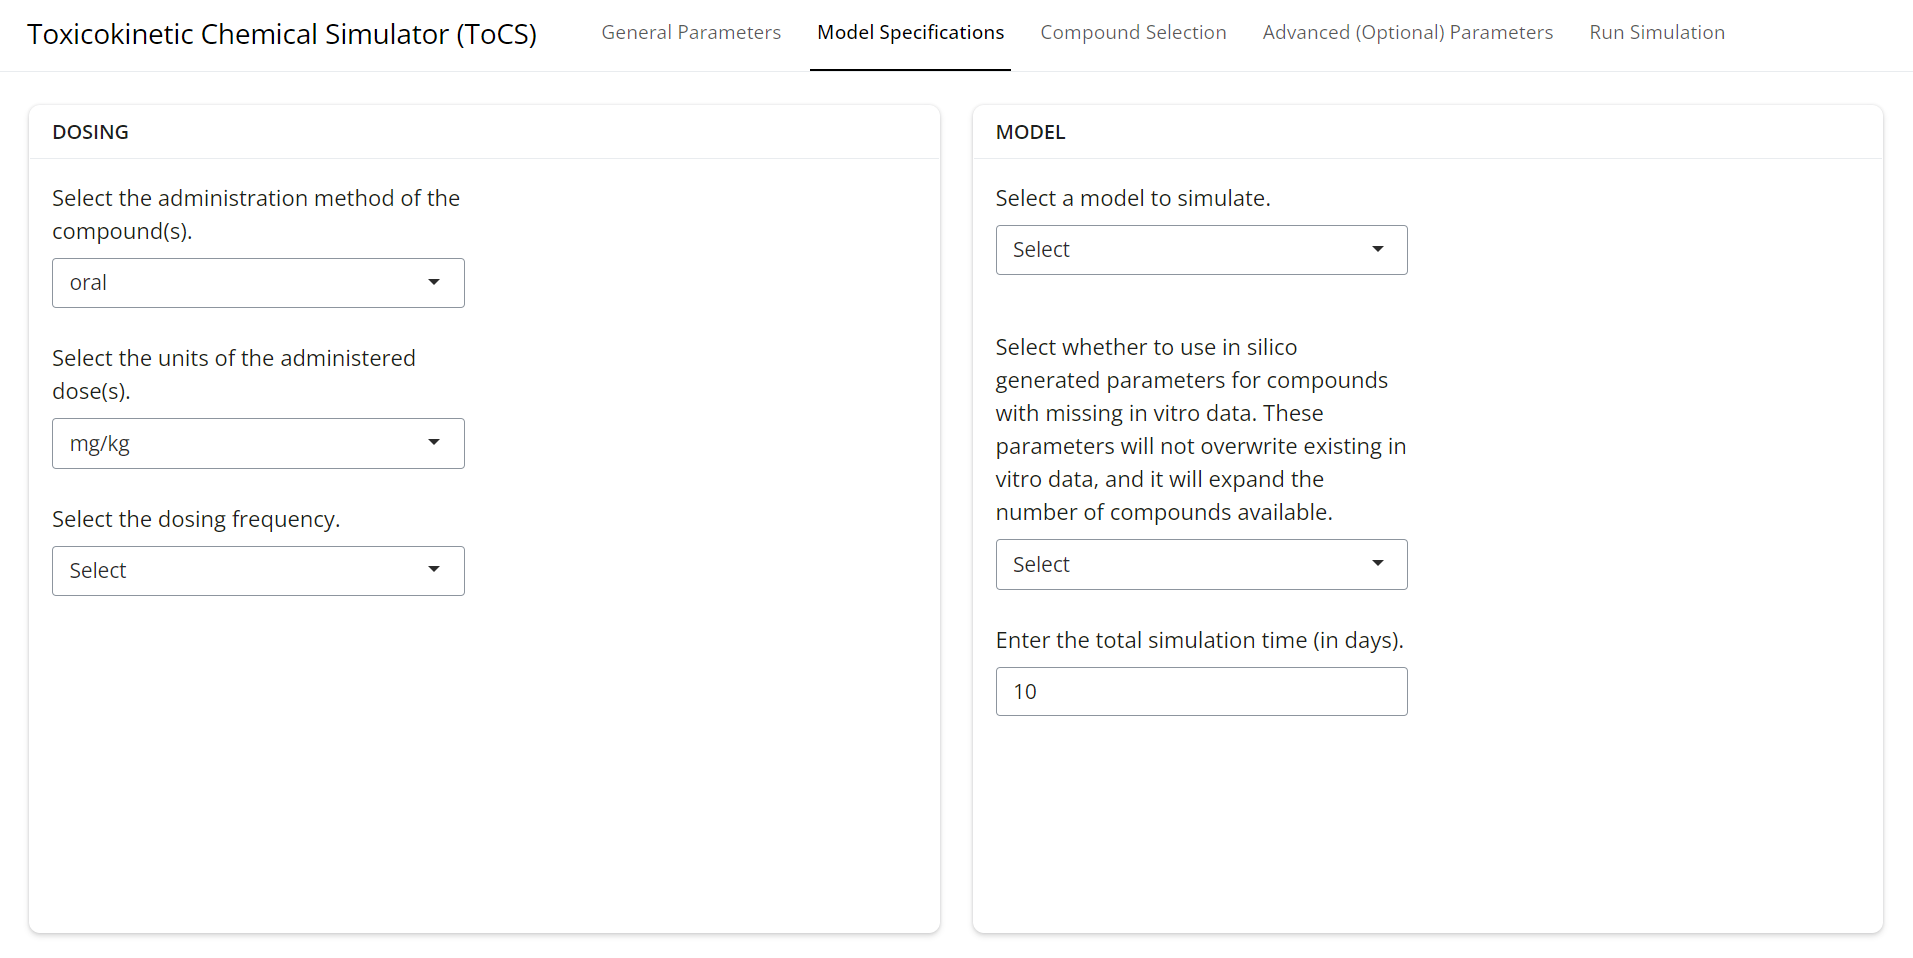 Toxicokinetic Chemical Simulator (ToCS)
General Parameters
Model Specifications
Compound Selection
Advanced (Optional) Parameters
Run Simulation
DOSING
Select the administration method of the
compound(s).
oral
Select the units of the administered
dose(s).
mg/kg
Select the dosing frequency.
Select
MODEL
Select a model to simulate.
Select
Select whether to use in silico
generated parameters for compounds
with missing in vitro data. These
parameters will not overwrite existing in
vitro data, and it will expand the
number of compounds available.
Select
Enter the total simulation time (in days).
10